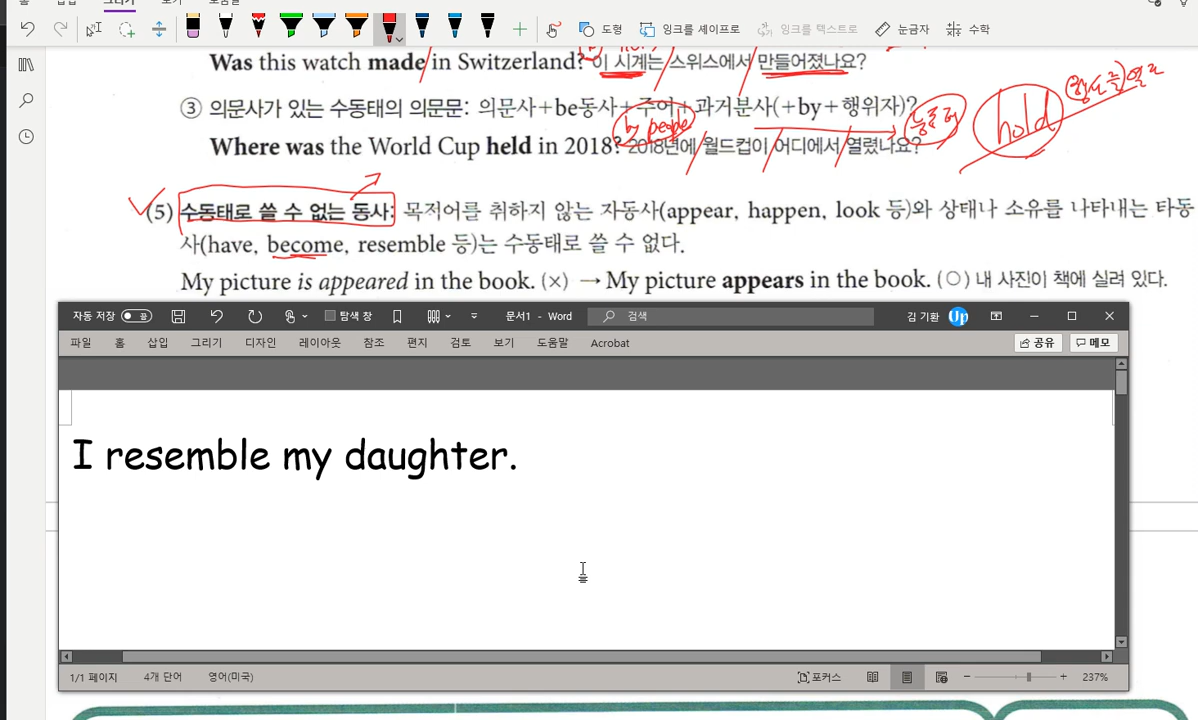 홈 삽입 그리기 보기 도움말
도형 잉크를 셰이프로 잉크를 텍스트로 눈금자 수학
Was this watch made in Switzerland? 이 시계는 스위스에서 만들어졌나요?
③ 의문사가 있는 수동태의 의문문: 의문사+be동사+주어+과거분사(+by+행위자)?
by people
hold
Where was the World Cup held in 2018? 2018년에 월드컵이 어디에서 열렸나요?
(5) 수동태로 쓸 수 없는 동사: 목적어를 취하지 않는 자동사(appear, happen, look 등)와 상태나 소유를 나타내는 타동
사(have, become, resemble 등)는 수동태로 쓸 수 없다.
My picture is appeared in the book. (×) → My picture appears in the book. (○) 내 사진이 책에 실려 있다.
자동 저장 끔 탐색 창 문서1 - Word 검색 김 기환 Up
파일 홈 삽입 그리기 디자인 레이아웃 참조 편지 검토 보기 도움말 Acrobat 공유 메모
I resemble my daughter.
1/1 페이지 4개 단어 영어(미국) 포커스 237%